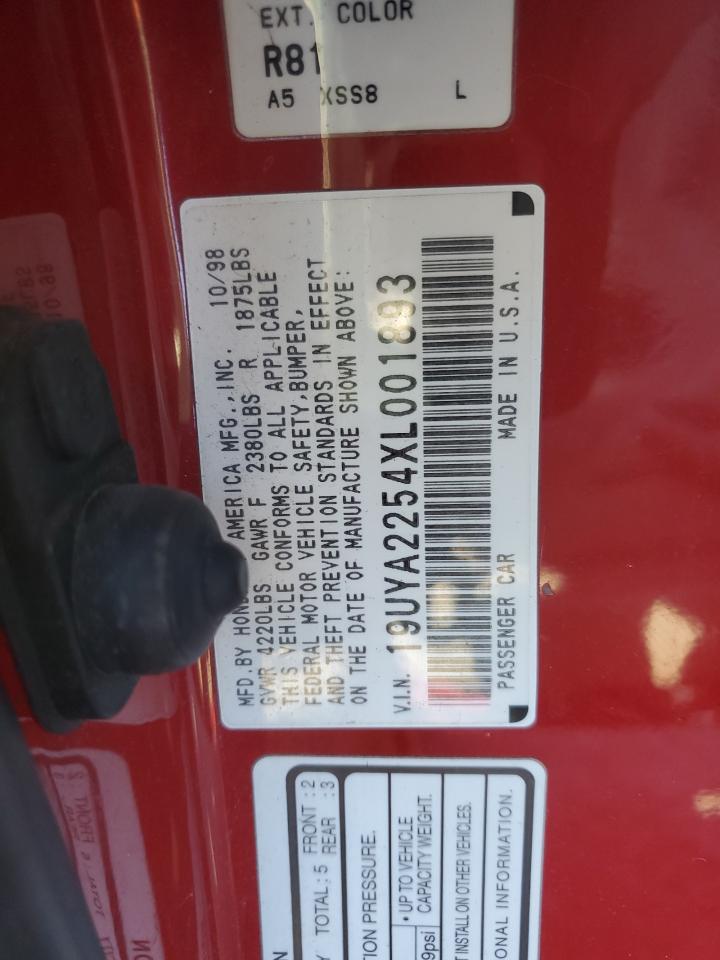 EXT. COLOR
R81
A5 XSS8 L
MFD.BY AMERICA MFG.,INC. 10/98
GVWR 4220LBS GAWR F 2380LBS R 1875LBS
THIS VEHICLE CONFORMS TO ALL APPLICABLE
FEDERAL MOTOR VEHICLE SAFETY,BUMPER,
AND THEFT PREVENTION STANDARDS IN EFFECT
ON THE DATE OF MANUFACTURE SHOWN ABOVE:
V.I.N. 19UYA2254XL001893
PASSENGER CAR MADE IN U.S.A.
TOTAL:5 FRONT:2
REAR :3
PRESSURE.
* UP TO VEHICLE
CAPACITY WEIGHT.
INSTALL ON OTHER VEHICLES.
INFORMATION.